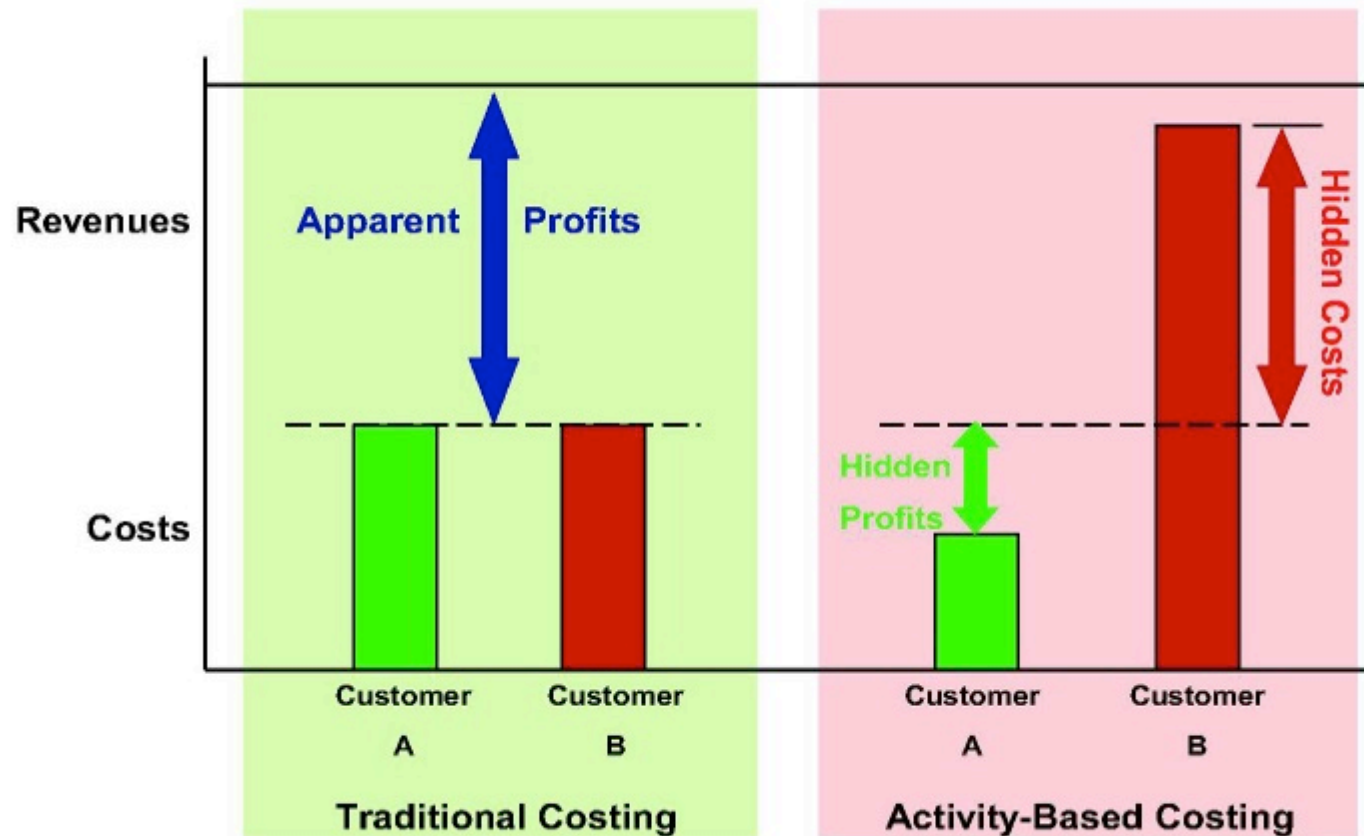 Revenues
Apparent Profits
Costs
Customer
A
Customer
B
Traditional Costing
Hidden
Profits
Hidden Costs
Customer
A
Customer
B
Activity-Based Costing